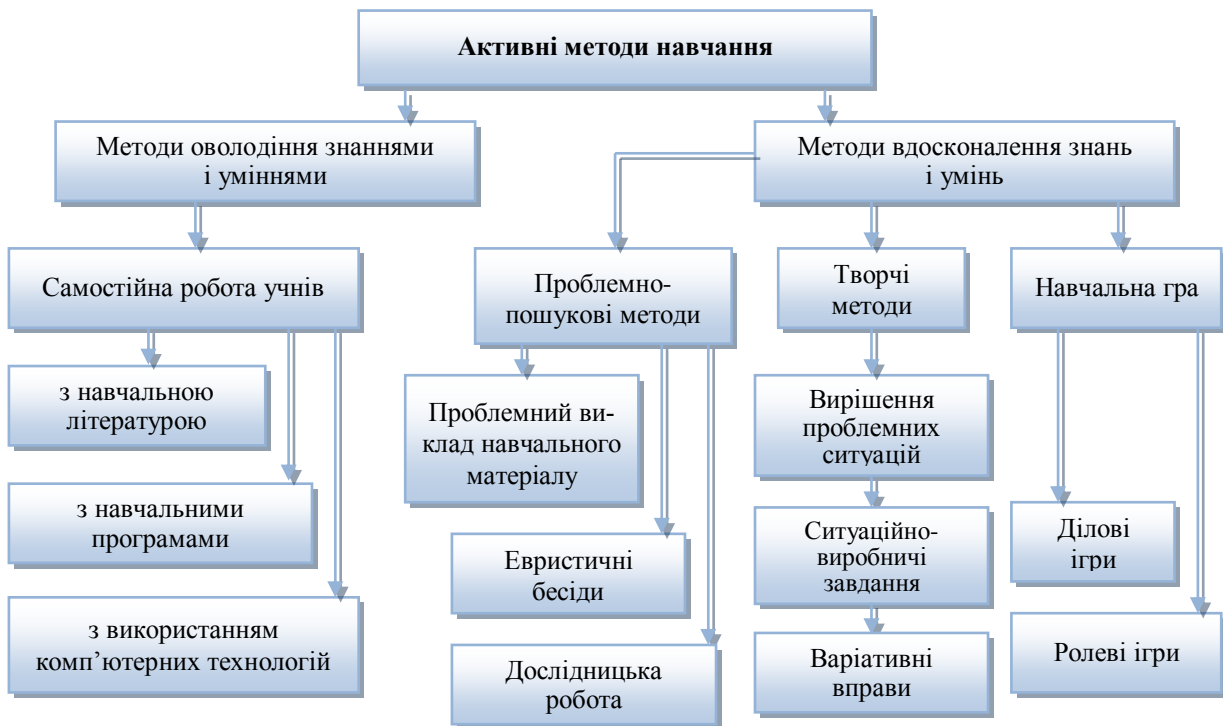 Активні методи навчання
Методи оволодіння знаннями
і уміннями
Методи вдосконалення знань
і умінь
Самостійна робота учнів
з навчальною
літературою
з навчальними
програмами
з використанням
комп’ютерних технологій
Проблемно-
пошукові методи
Проблемний ви-
клад навчального
матеріалу
Евристичні
бесіди
Дослідницька
робота
Творчі
методи
Вирішення
проблемних
ситуацій
Ситуаційно-
виробничі
завдання
Варіативні
вправи
Навчальна гра
Ділові
ігри
Ролеві ігри